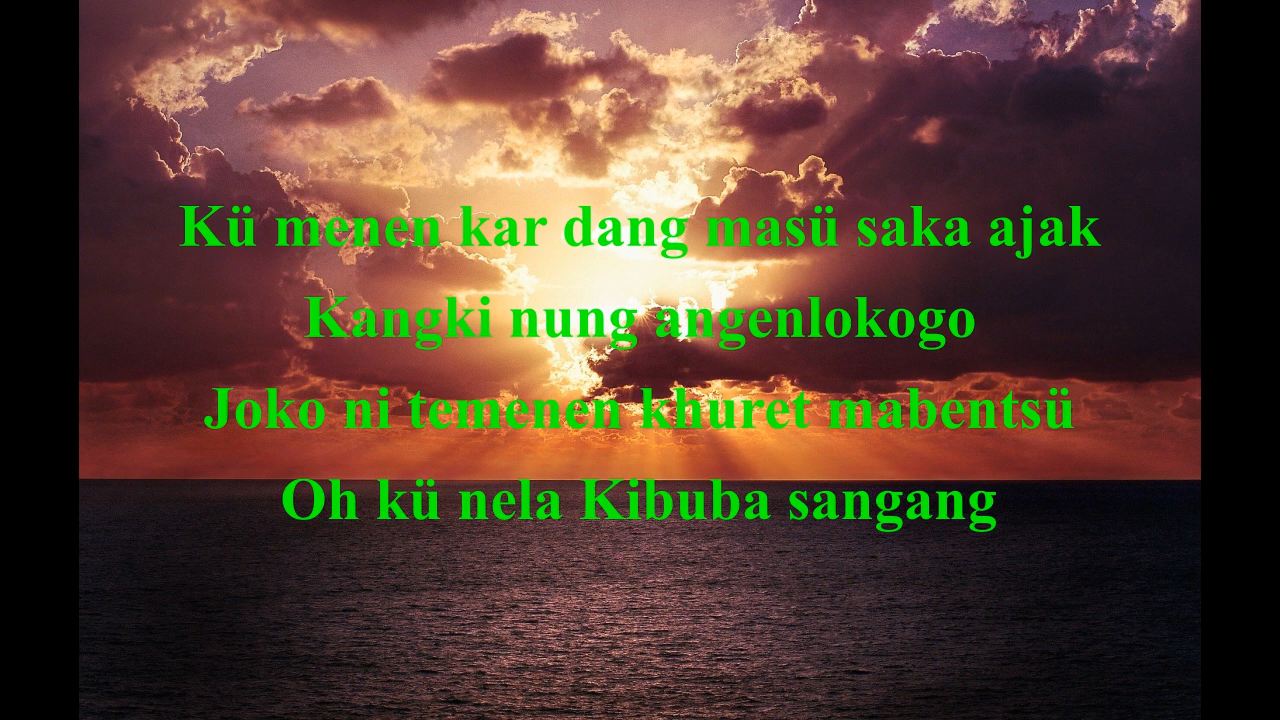 Kü menen kar dang masü saka ajak
Kangki nung angenlokogo
Joko ni temenen khuret mabentsü
Oh kü nela Kibuba sangang